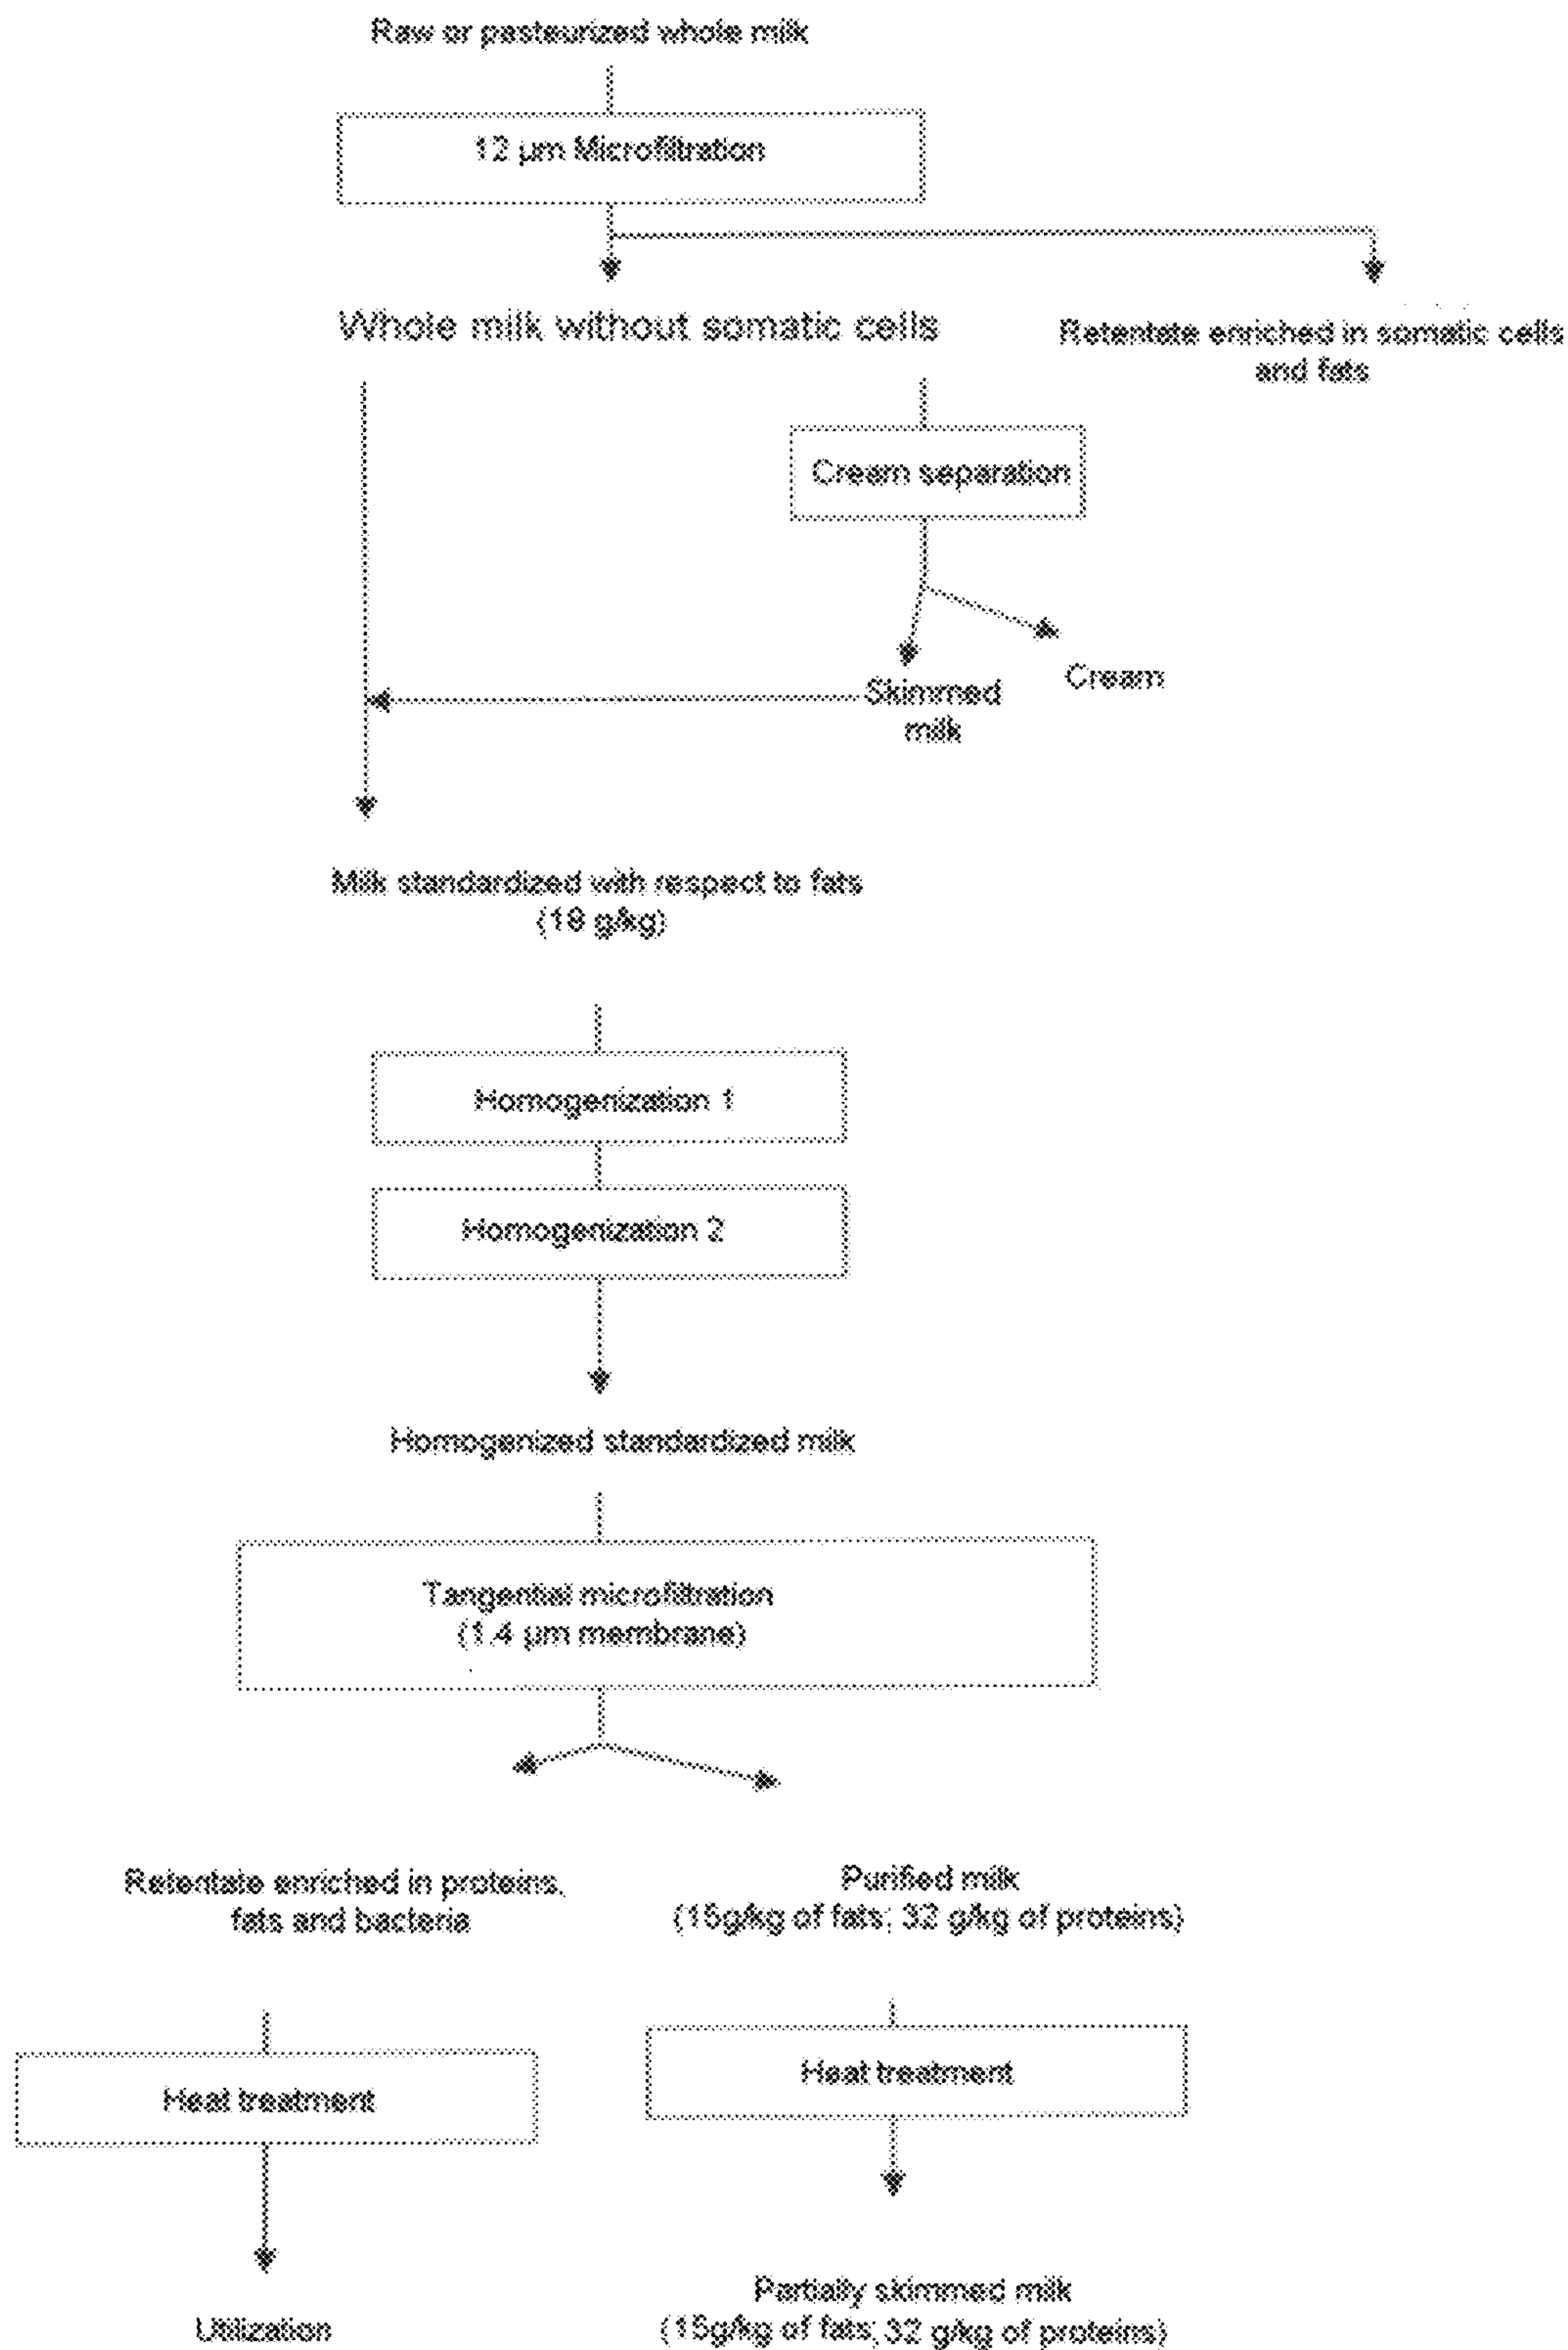 Raw or pasteurized whole milk
12 µm Microfiltration
Whole milk without somatic cells
Retentate enriched in somatic cells
and fats
Cream separation
Cream
Skimmed
milk
Milk standardized with respect to fats
(18 g/kg)
Homogenization 1
Homogenization 2
Homogenized standardized milk
Tangential microfiltration
(1.4 µm membrane)
Retentate enriched in proteins,
fats and bacteria
Purified milk
(15g/kg of fats; 32 g/kg of proteins)
Heat treatment
Heat treatment
Utilization
Partially skimmed milk
(15g/kg of fats; 32 g/kg of proteins)